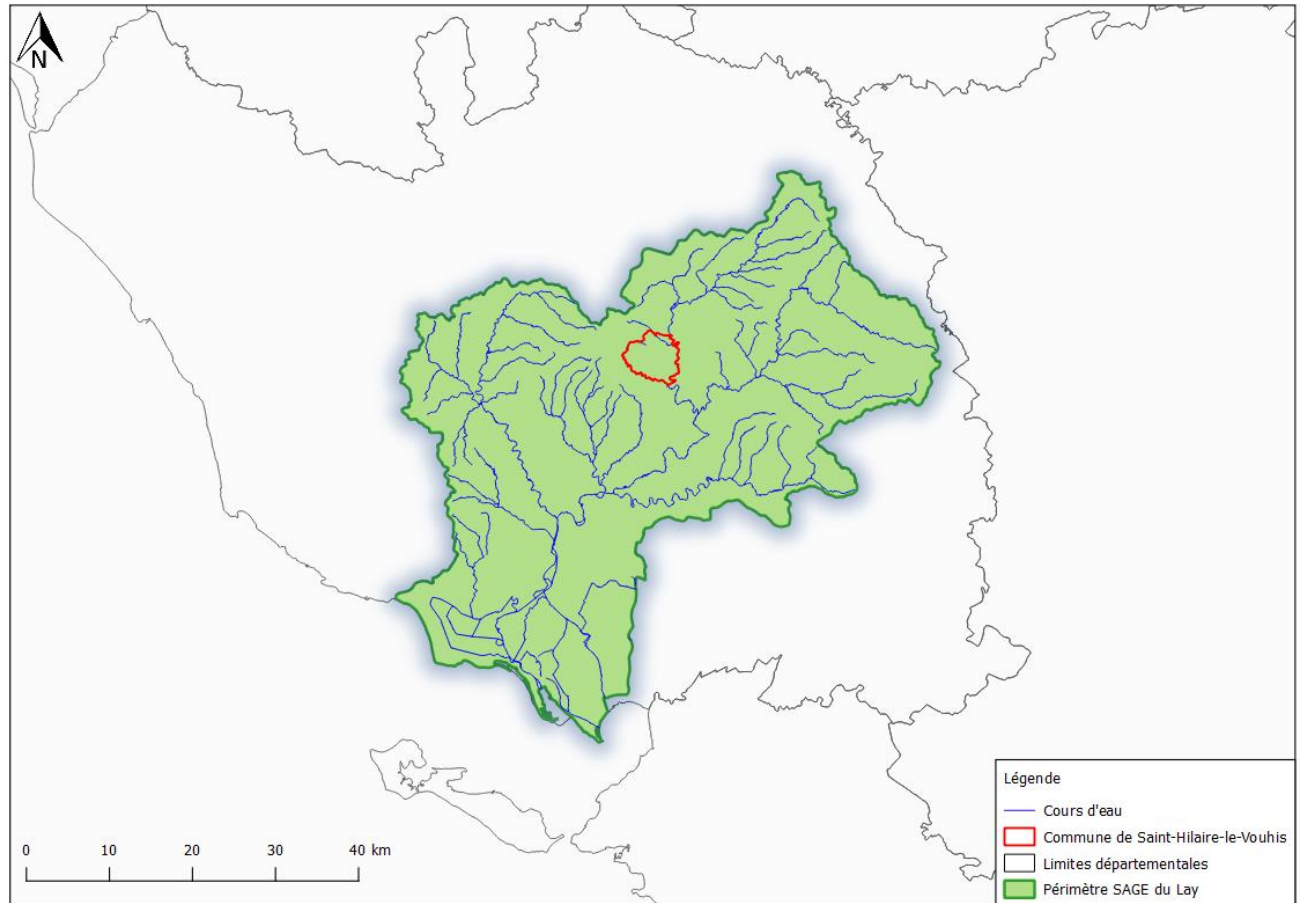 N
Légende
Cours d'eau
Commune de Saint-Hilaire-le-Vouhis
Limites départementales
Périmètre SAGE du Lay
0 10 20 30 40 km